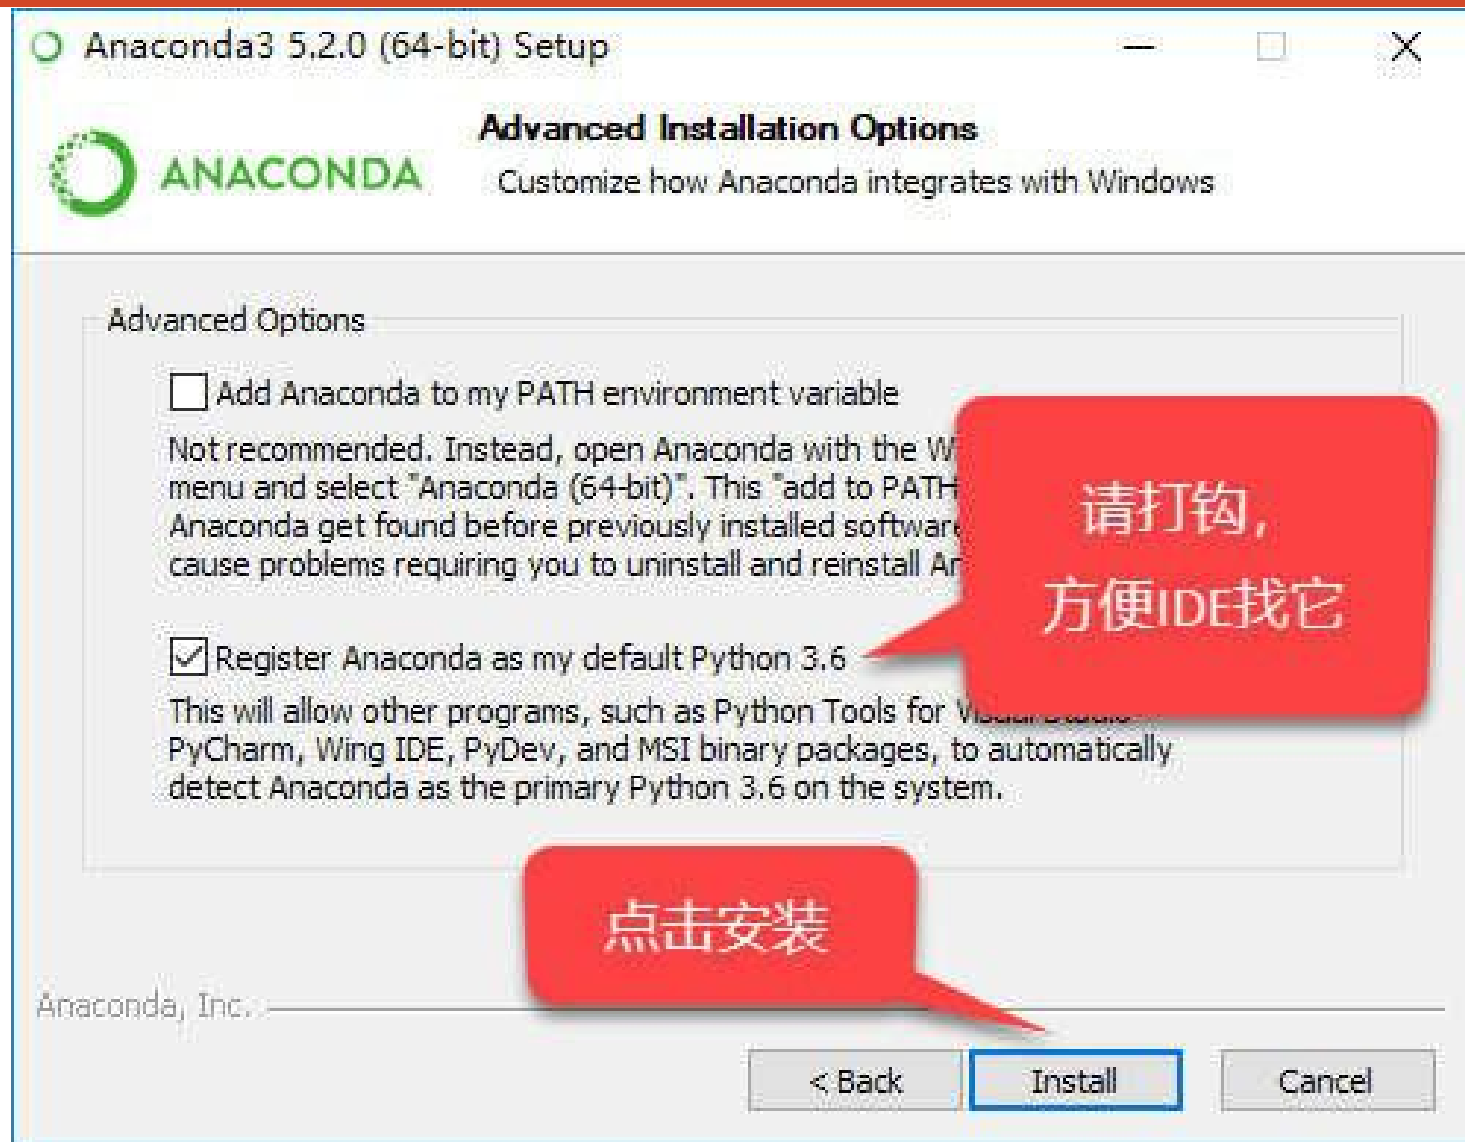 Anaconda3 5.2.0 (64-bit) Setup
ANACONDA
Advanced Installation Options
Customize how Anaconda integrates with Windows
Advanced Options
Add Anaconda to my PATH environment variable
Not recommended. Instead, open Anaconda with the W
menu and select "Anaconda (64-bit)". This "add to PATH
Anaconda get found before previously installed software
cause problems requiring you to uninstall and reinstall
请打钩,
方便IDE找它
Register Anaconda as my default Python 3.6
This will allow other programs, such as Python Tools for Visual Studio
PyCharm, Wing IDE, PyDev, and MSI binary packages, to automatically
detect Anaconda as the primary Python 3.6 on the system.
点击安装
Anaconda, Inc.
< Back
Install
Cancel